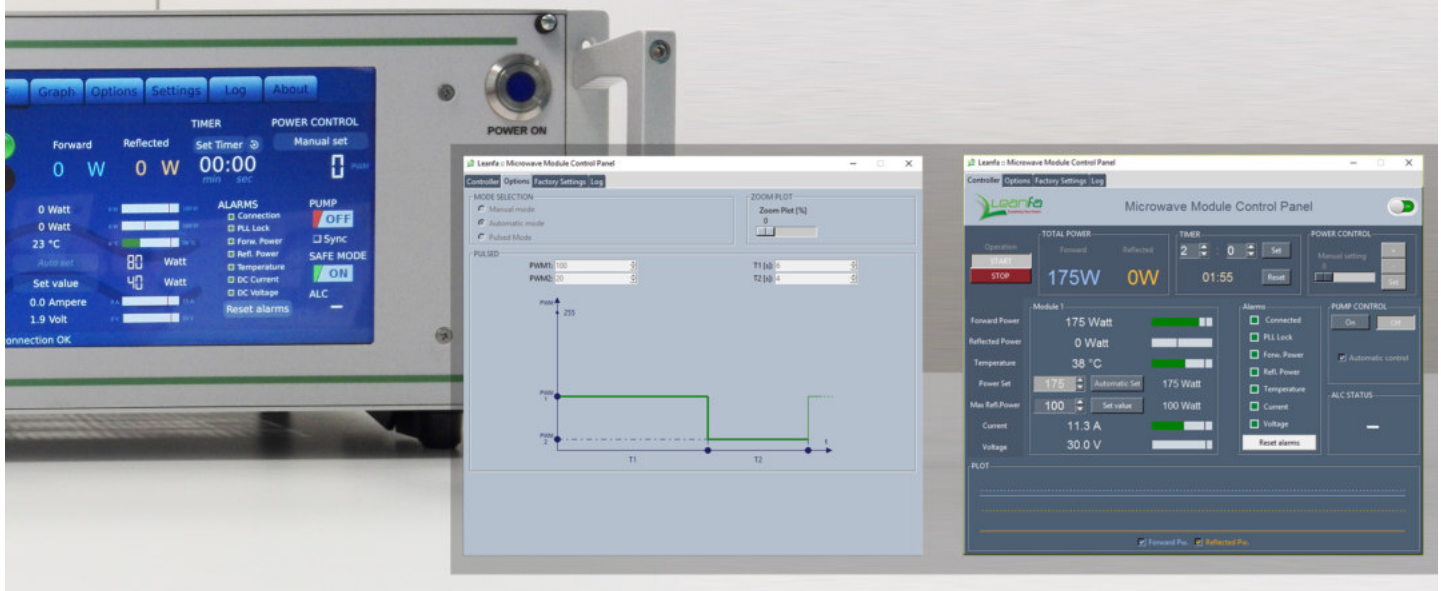 Graph Options Settings Log About
TIMER POWER CONTROL
Forward Reflected Set Timer Manual set
0 W 0 W 00:00 0 PWM
min sec
0 Watt ALARMS PUMP
Connection OFF
0 Watt PLL Lock
23 °C Forw. Power Sync
Auto set 80 Watt Refl. Power SAFE MODE
Temperature ON
Set value 40 Watt DC Current
0.0 Ampere DC Voltage ALC
1.9 Volt Reset alarms —
onnection OK
POWER ON
Leanfa :: Microwave Module Control Panel
Controller Options Factory Settings Log
MODE SELECTION ZOOM PLOT
Manual mode Zoom Plot [%]
Automatic mode 0
Pulsed Mode
PULSED
PWM1: 100 T1 [s]: 6
PWM2: 20 T2 [s]: 4
PWM
255
PWM
1
PWM
2 t
T1 T2
Leanfa :: Microwave Module Control Panel
Controller Options Factory Settings Log
Leanfa Microwave Module Control Panel
TOTAL POWER TIMER POWER CONTROL
Operation Forward Reflected 2 : 0 Set Manual setting
START 0
STOP 175W 0W 01:55 Reset Set
Module 1 Alarms PUMP CONTROL
Forward Power 175 Watt Connected On Off
Reflected Power 0 Watt PLL Lock
Forw. Power Automatic control
Temperature 38 °C Refl. Power
Power Set 175 Automatic Set 175 Watt Temperature
ALC STATUS
Max Refl.Power 100 Set value 100 Watt Current
Current 11.3 A Voltage —
Voltage 30.0 V Reset alarms
PLOT
Forward Pw. Reflected Pw.